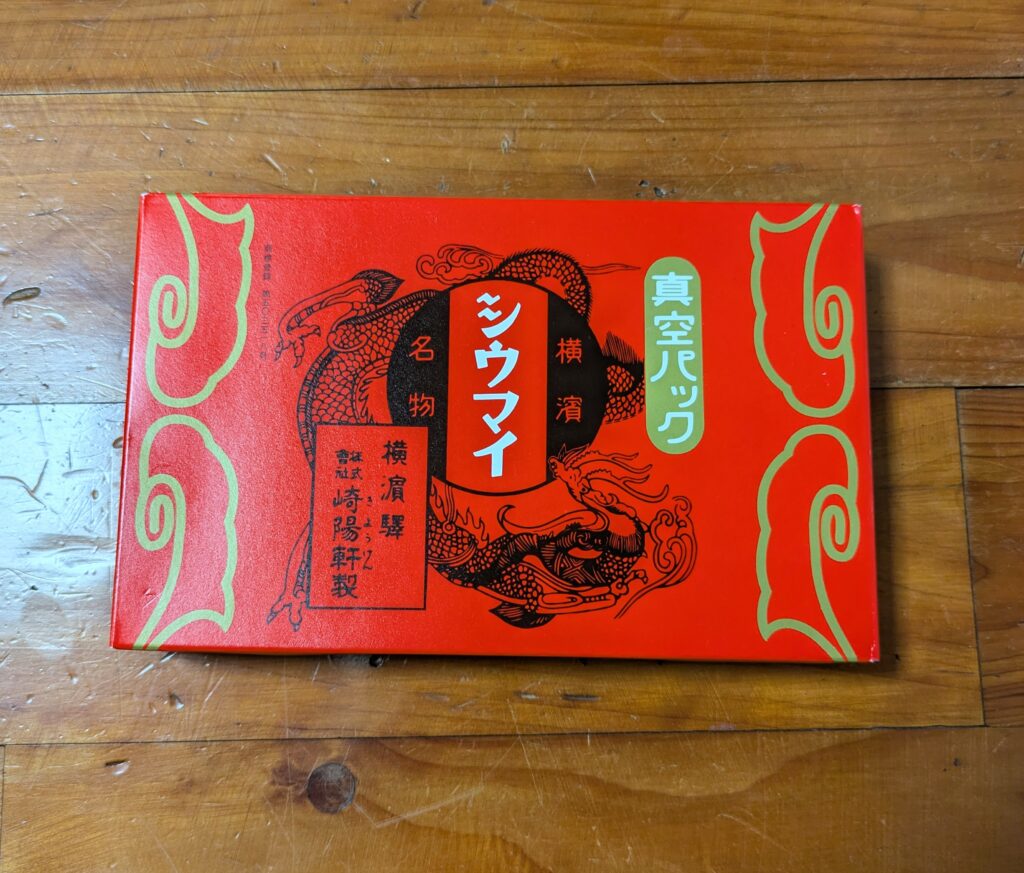 真空パック
横濱
シウマイ
名物
横濵驛
株式會社
崎陽軒製
きようけん